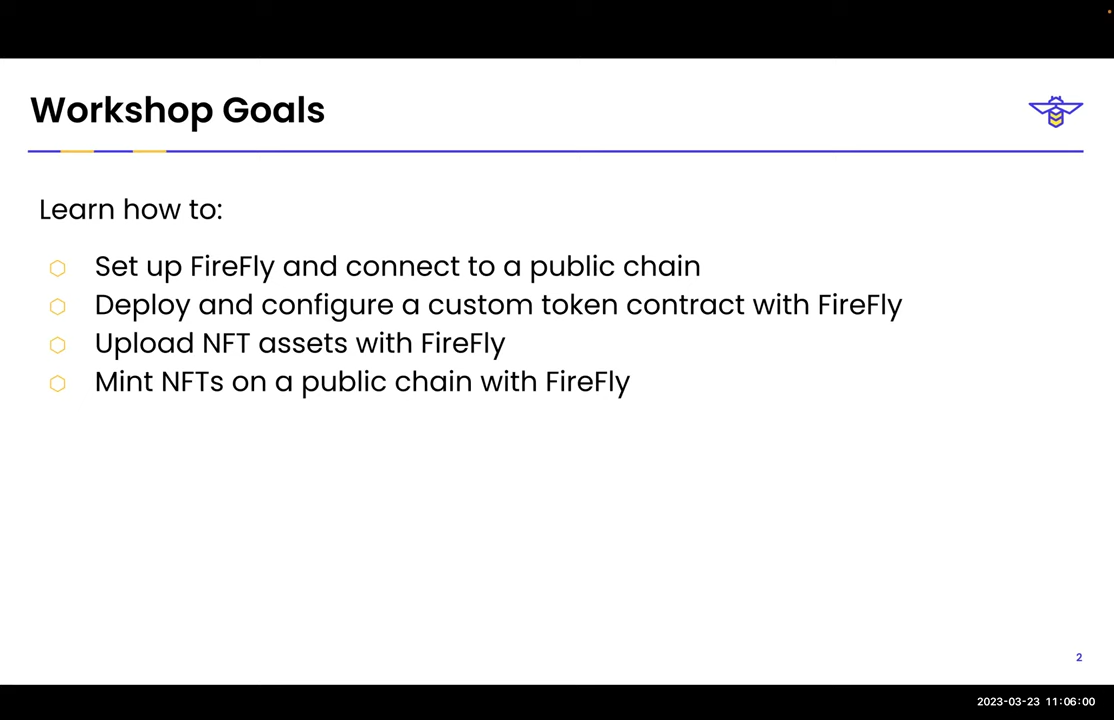 Workshop Goals
Learn how to:
Set up FireFly and connect to a public chain
Deploy and configure a custom token contract with FireFly
Upload NFT assets with FireFly
Mint NFTs on a public chain with FireFly
2
2023-03-23 11:06:00